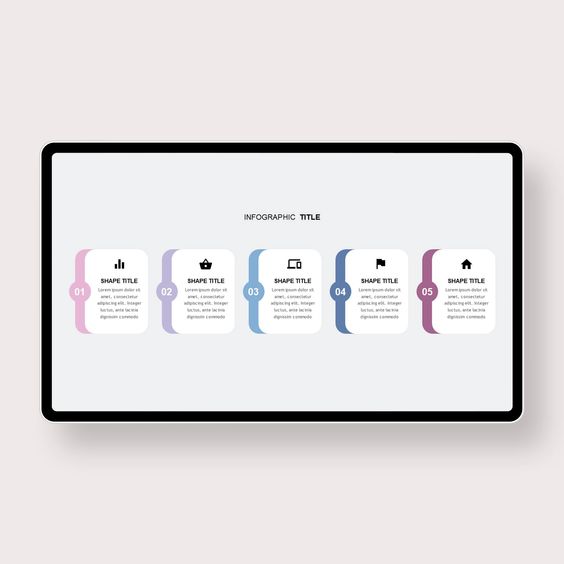 INFOGRAPHIC TITLE
01
SHAPE TITLE
Lorem ipsum dolor sit
amet, consectetur
adipiscing elit. Integer
luctus, ante lacinia
dignissim commodo
02
SHAPE TITLE
Lorem ipsum dolor sit
amet, consectetur
adipiscing elit. Integer
luctus, ante lacinia
dignissim commodo
03
SHAPE TITLE
Lorem ipsum dolor sit
amet, consectetur
adipiscing elit. Integer
luctus, ante lacinia
dignissim commodo
04
SHAPE TITLE
Lorem ipsum dolor sit
amet, consectetur
adipiscing elit. Integer
luctus, ante lacinia
dignissim commodo
05
SHAPE TITLE
Lorem ipsum dolor sit
amet, consectetur
adipiscing elit. Integer
luctus, ante lacinia
dignissim commodo